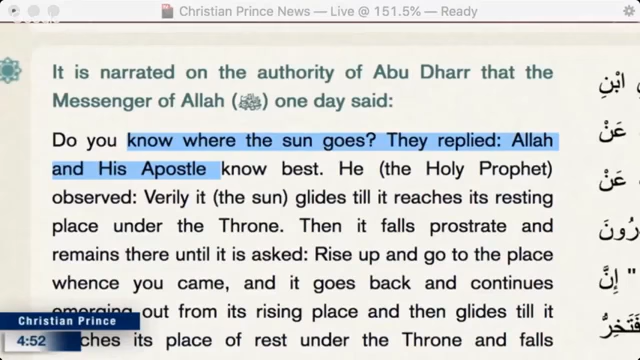 Christian Prince News — Live @ 151.5% — Ready
It is narrated on the authority of Abu Dharr that the
Messenger of Allah (ﷺ) one day said:
Do you know where the sun goes? They replied: Allah
and His Apostle know best. He (the Holy Prophet)
observed: Verily it (the sun) glides till it reaches its resting
place under the Throne. Then it falls prostrate and
remains there until it is asked: Rise up and go to the place
whence you came, and it goes back and continues
emerging out from its rising place and then glides till it
its place of rest under the Throne and falls
ابْنِ
عَنْ
عَنْ
" إِنَّ
Christian Prince
4:52